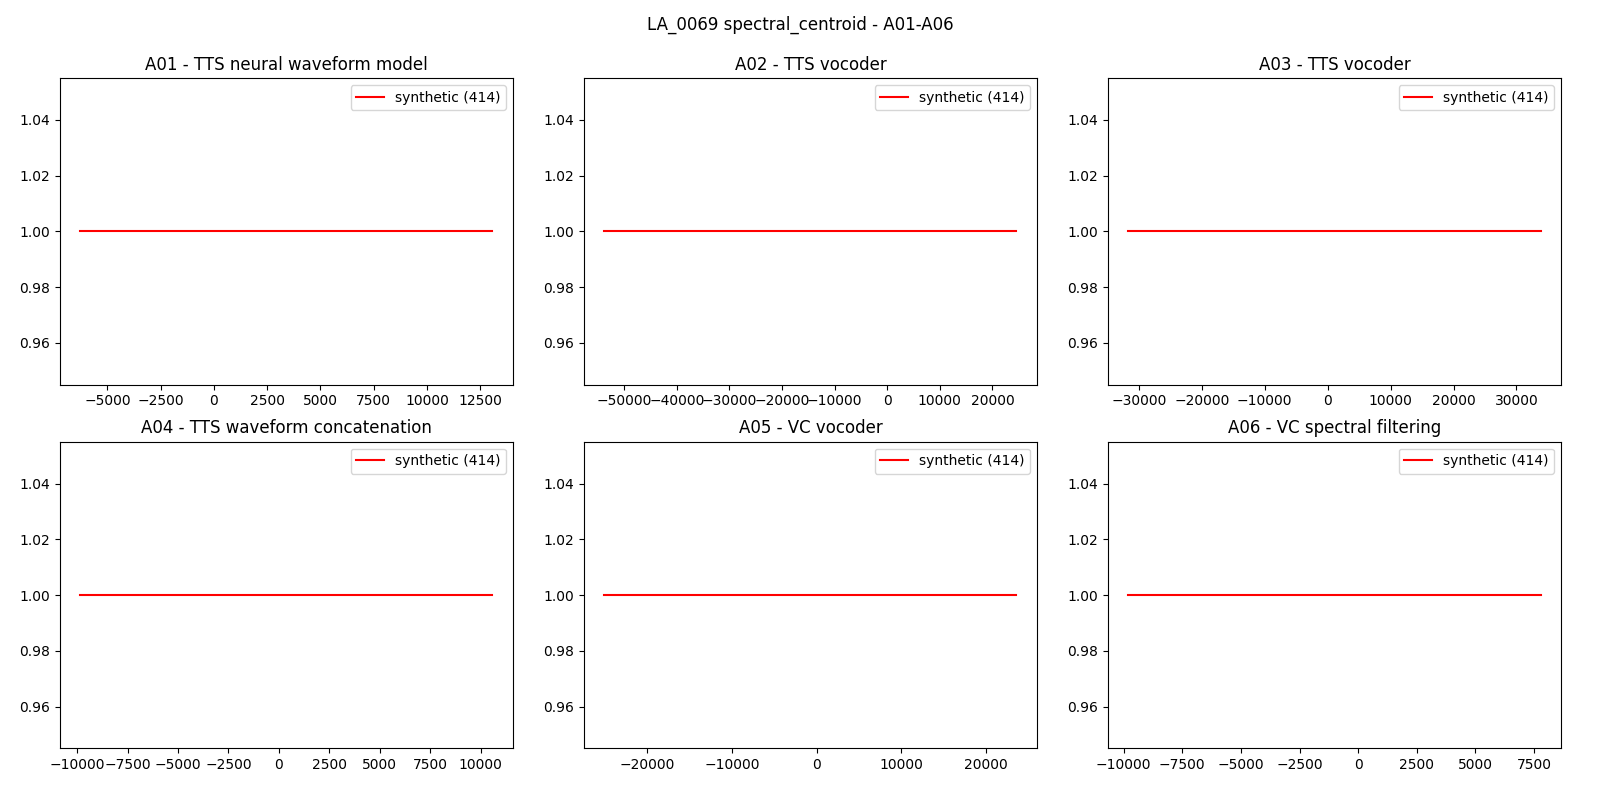 LA_0069 spectral_centroid - A01-A06
A01 - TTS neural waveform model
synthetic (414)
1.04
1.02
1.00
0.98
0.96
−5000 −2500 0 2500 5000 7500 10000 12500
A02 - TTS vocoder
synthetic (414)
1.04
1.02
1.00
0.98
0.96
−50000 −40000 −30000 −20000 −10000 0 10000 20000
A03 - TTS vocoder
synthetic (414)
1.04
1.02
1.00
0.98
0.96
−30000 −20000 −10000 0 10000 20000 30000
A04 - TTS waveform concatenation
synthetic (414)
1.04
1.02
1.00
0.98
0.96
−10000 −7500 −5000 −2500 0 2500 5000 7500 10000
A05 - VC vocoder
synthetic (414)
1.04
1.02
1.00
0.98
0.96
−20000 −10000 0 10000 20000
A06 - VC spectral filtering
synthetic (414)
1.04
1.02
1.00
0.98
0.96
−10000 −7500 −5000 −2500 0 2500 5000 7500